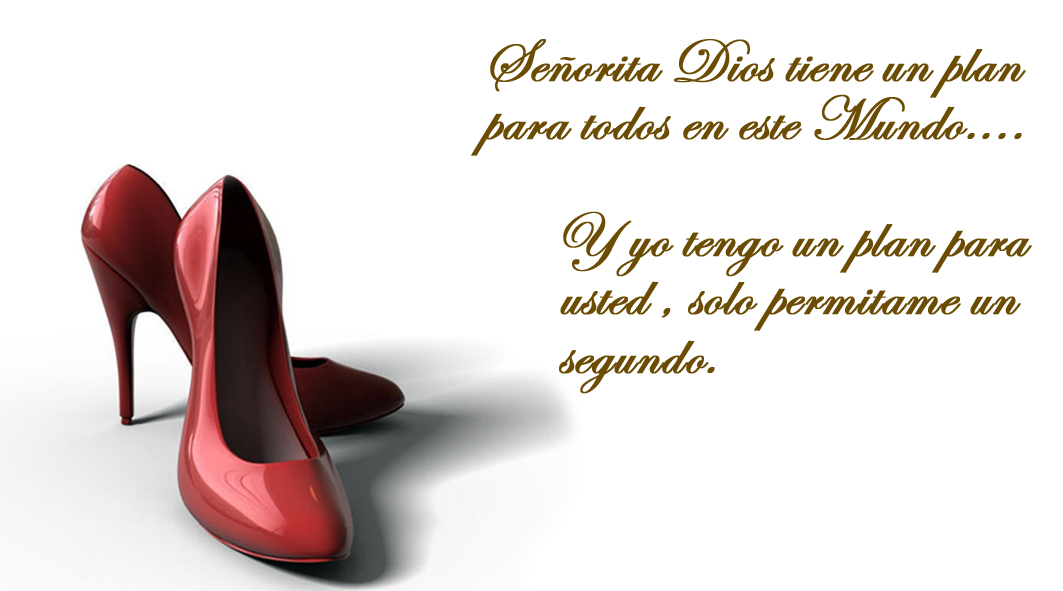 Señorita Dios tiene un plan
para todos en este Mundo....
Y yo tengo un plan para
usted , solo permitame un
segundo.